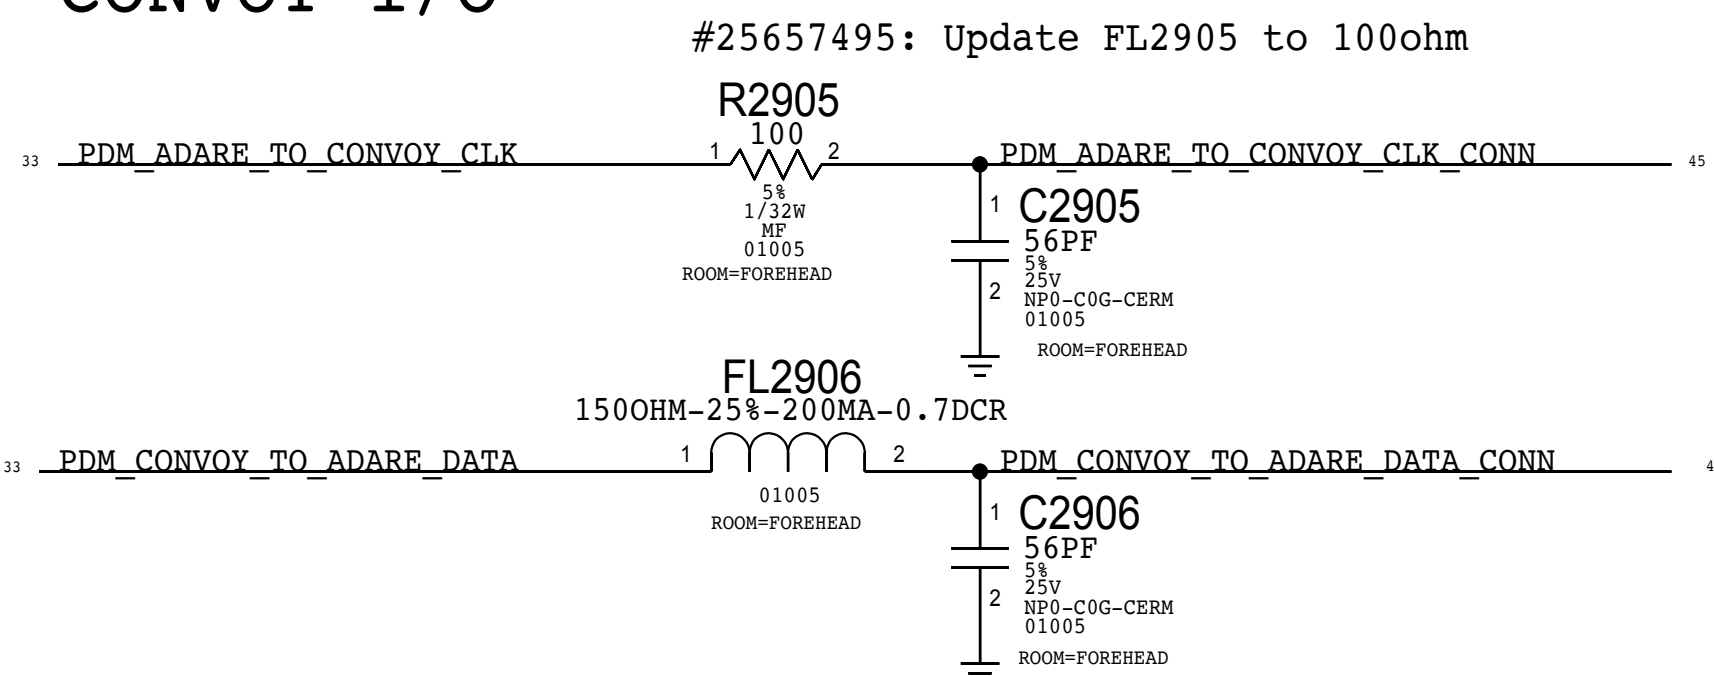 CONVOY I/O
#25657495: Update FL2905 to 100ohm
R2905
100
33 PDM_ADARE_TO_CONVOY_CLK 1 2 PDM_ADARE_TO_CONVOY_CLK_CONN 45
5%
1/32W
MF
01005
ROOM=FOREHEAD
1 C2905
56PF
5%
25V
2 NP0-C0G-CERM
01005
ROOM=FOREHEAD
FL2906
150OHM-25%-200MA-0.7DCR
33 PDM_CONVOY_TO_ADARE_DATA 1 2 PDM_CONVOY_TO_ADARE_DATA_CONN 4
01005
ROOM=FOREHEAD
1 C2906
56PF
5%
25V
2 NP0-C0G-CERM
01005
ROOM=FOREHEAD